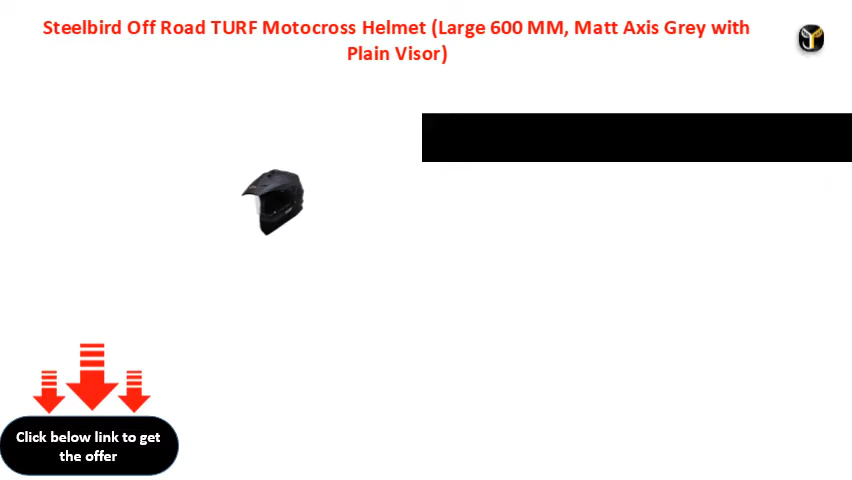 Steelbird Off Road TURF Motocross Helmet (Large 600 MM, Matt Axis Grey with
Plain Visor)
Click below link to get
the offer